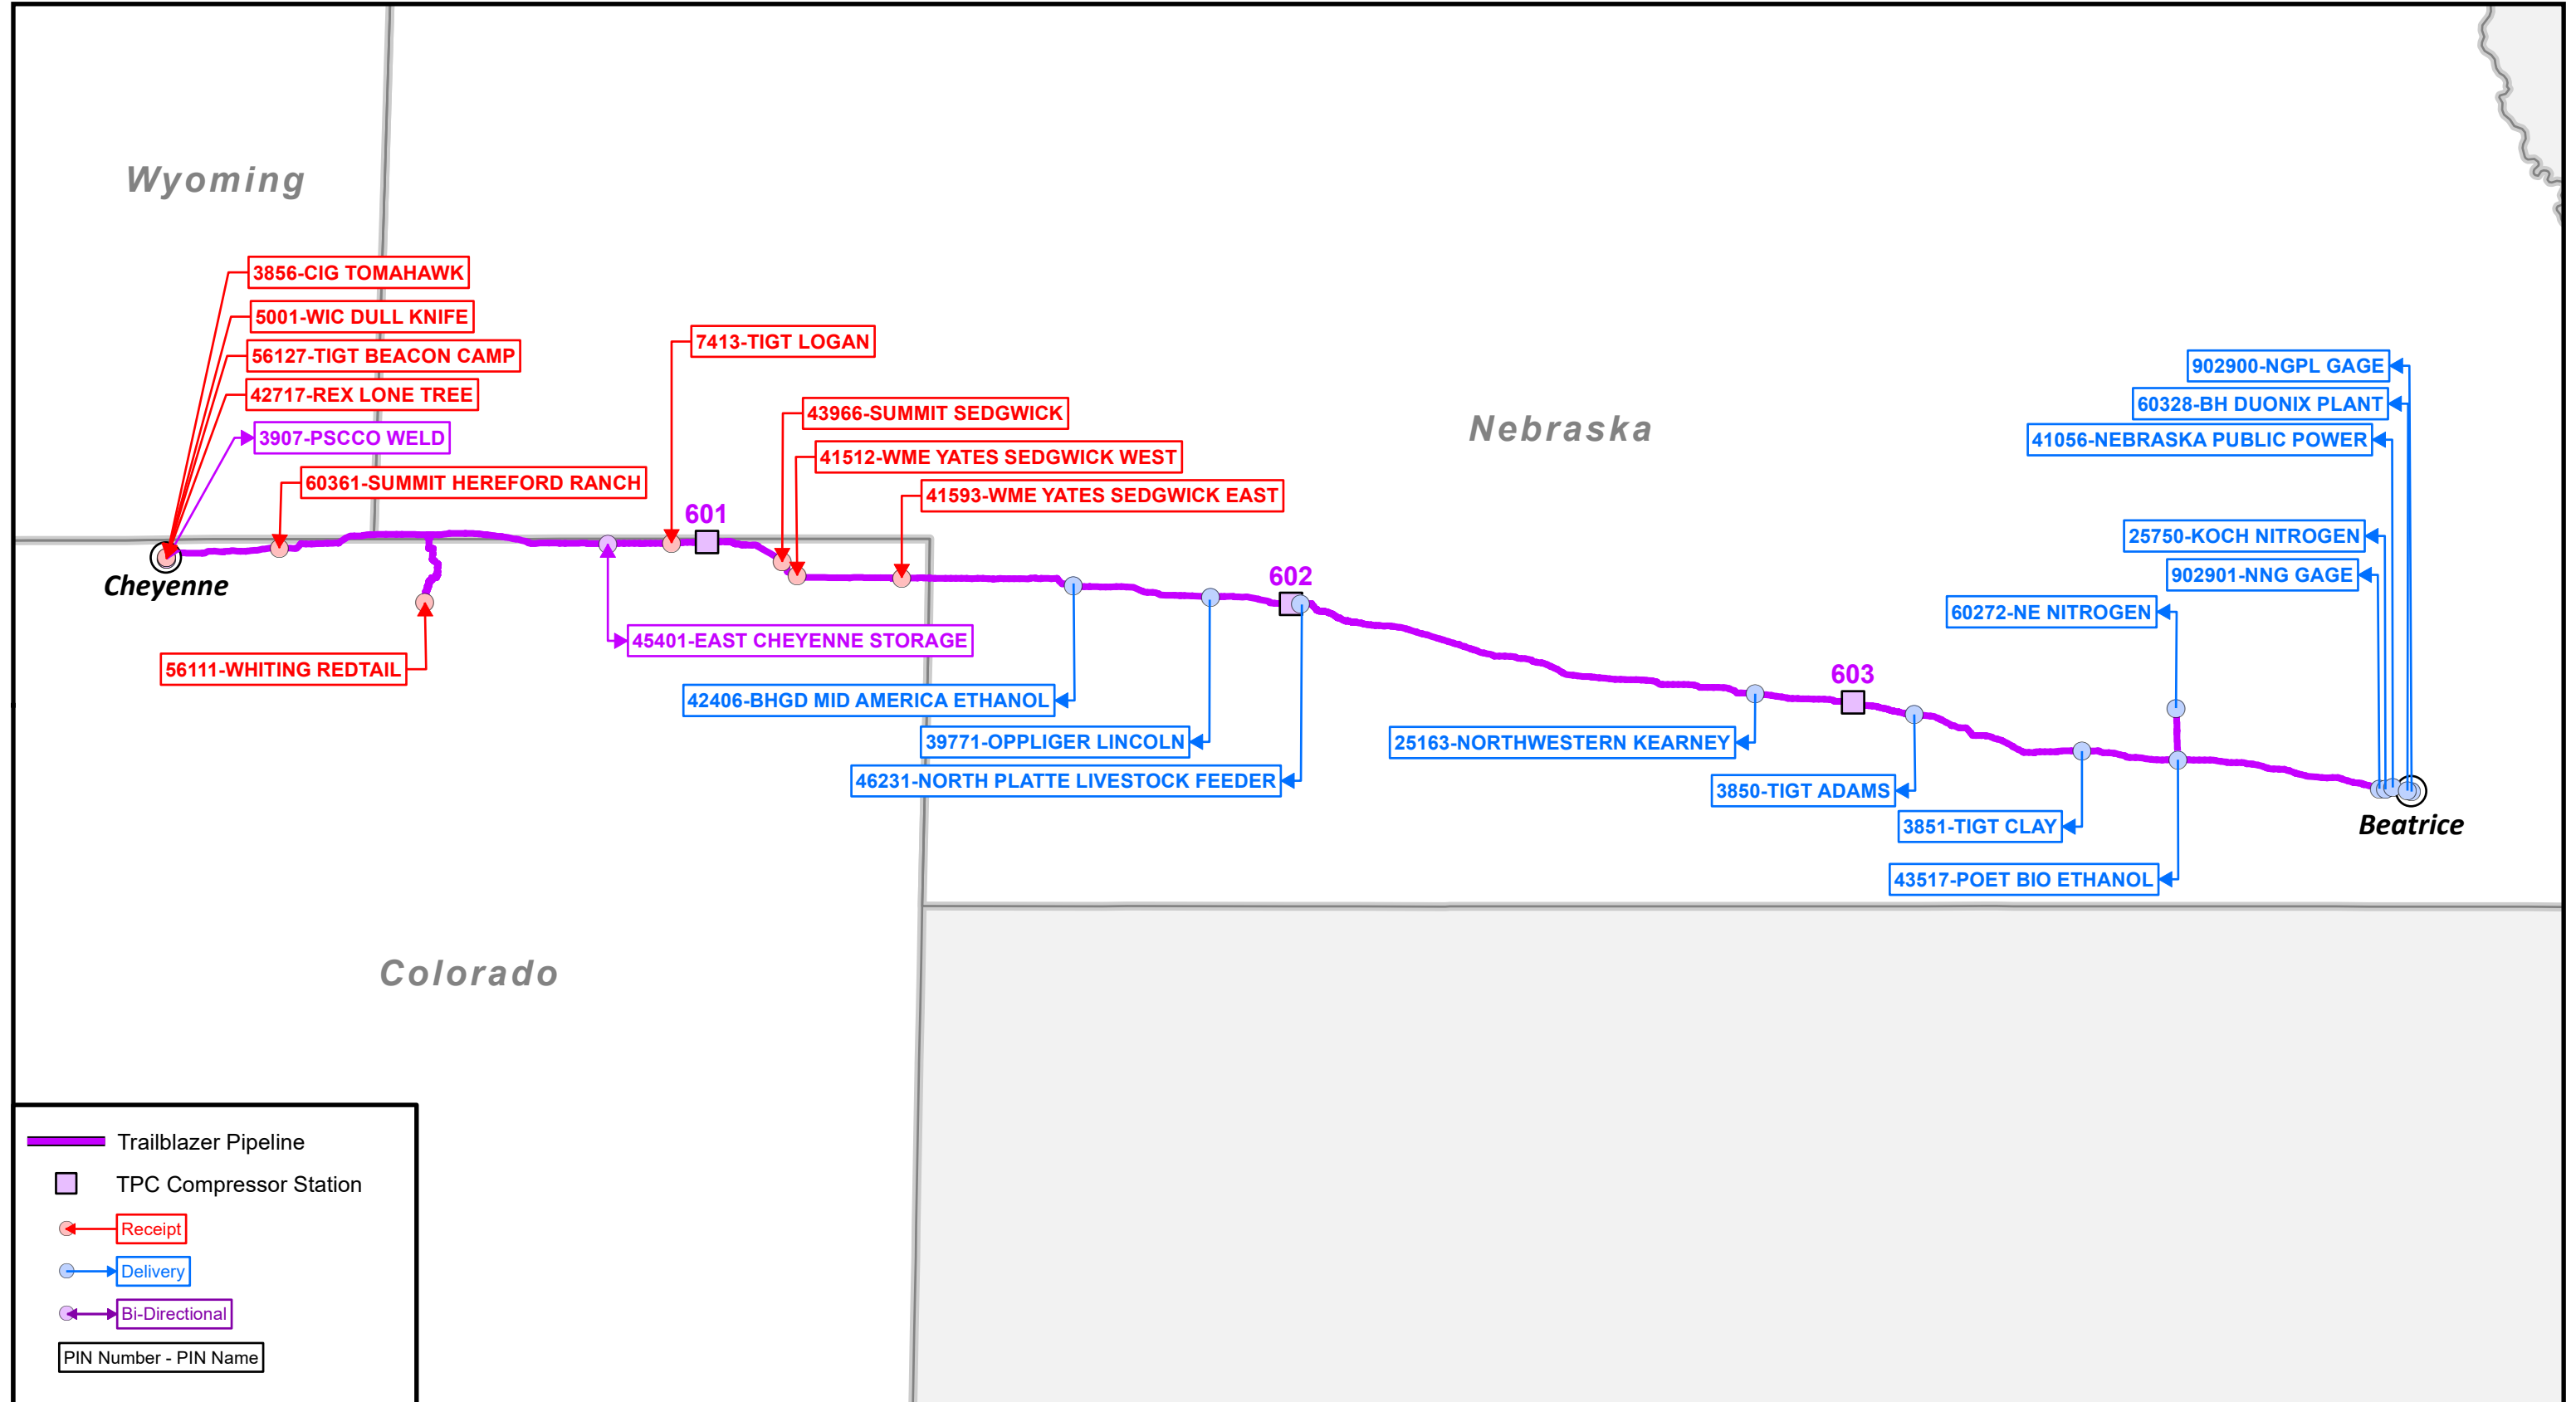 Wyoming
3856-CIG TOMAHAWK
5001-WIC DULL KNIFE
56127-TIGT BEACON CAMP
42717-REX LONE TREE
3907-PSCCO WELD
60361-SUMMIT HEREFORD RANCH
7413-TIGT LOGAN
43966-SUMMIT SEDGWICK
41512-WME YATES SEDGWICK WEST
41593-WME YATES SEDGWICK EAST
Nebraska
902900-NGPL GAGE
60328-BH DUONIX PLANT
41056-NEBRASKA PUBLIC POWER
25750-KOCH NITROGEN
902901-NNG GAGE
60272-NE NITROGEN
601
602
603
Cheyenne
56111-WHITING REDTAIL
45401-EAST CHEYENNE STORAGE
42406-BHGD MID AMERICA ETHANOL
39771-OPPLIGER LINCOLN
46231-NORTH PLATTE LIVESTOCK FEEDER
25163-NORTHWESTERN KEARNEY
3850-TIGT ADAMS
3851-TIGT CLAY
43517-POET BIO ETHANOL
Beatrice
Colorado
Trailblazer Pipeline
TPC Compressor Station
Receipt
Delivery
Bi-Directional
PIN Number - PIN Name